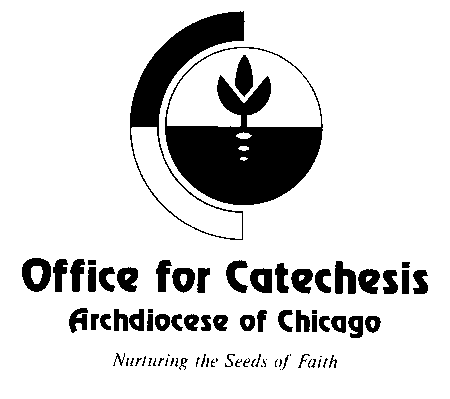 Office for Catechesis
Archdiocese of Chicago
Nurturing the Seeds of Faith